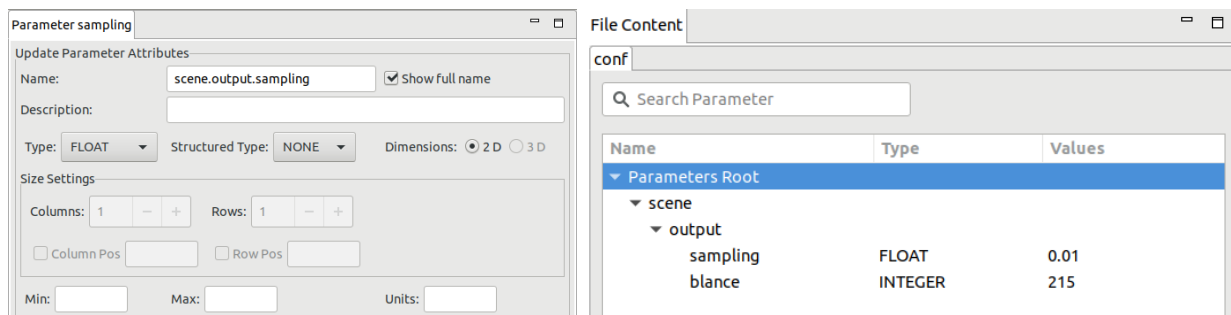 Parameter sampling
Update Parameter Attributes
Name: scene.output.sampling Show full name
Description:
Type: FLOAT Structured Type: NONE Dimensions: 2 D 3 D
Size Settings
Columns: 1 − + Rows: 1 − +
Column Pos Row Pos
Min: Max: Units:
File Content
conf
Search Parameter
Name Type Values
Parameters Root
scene
output
sampling FLOAT 0.01
blance INTEGER 215